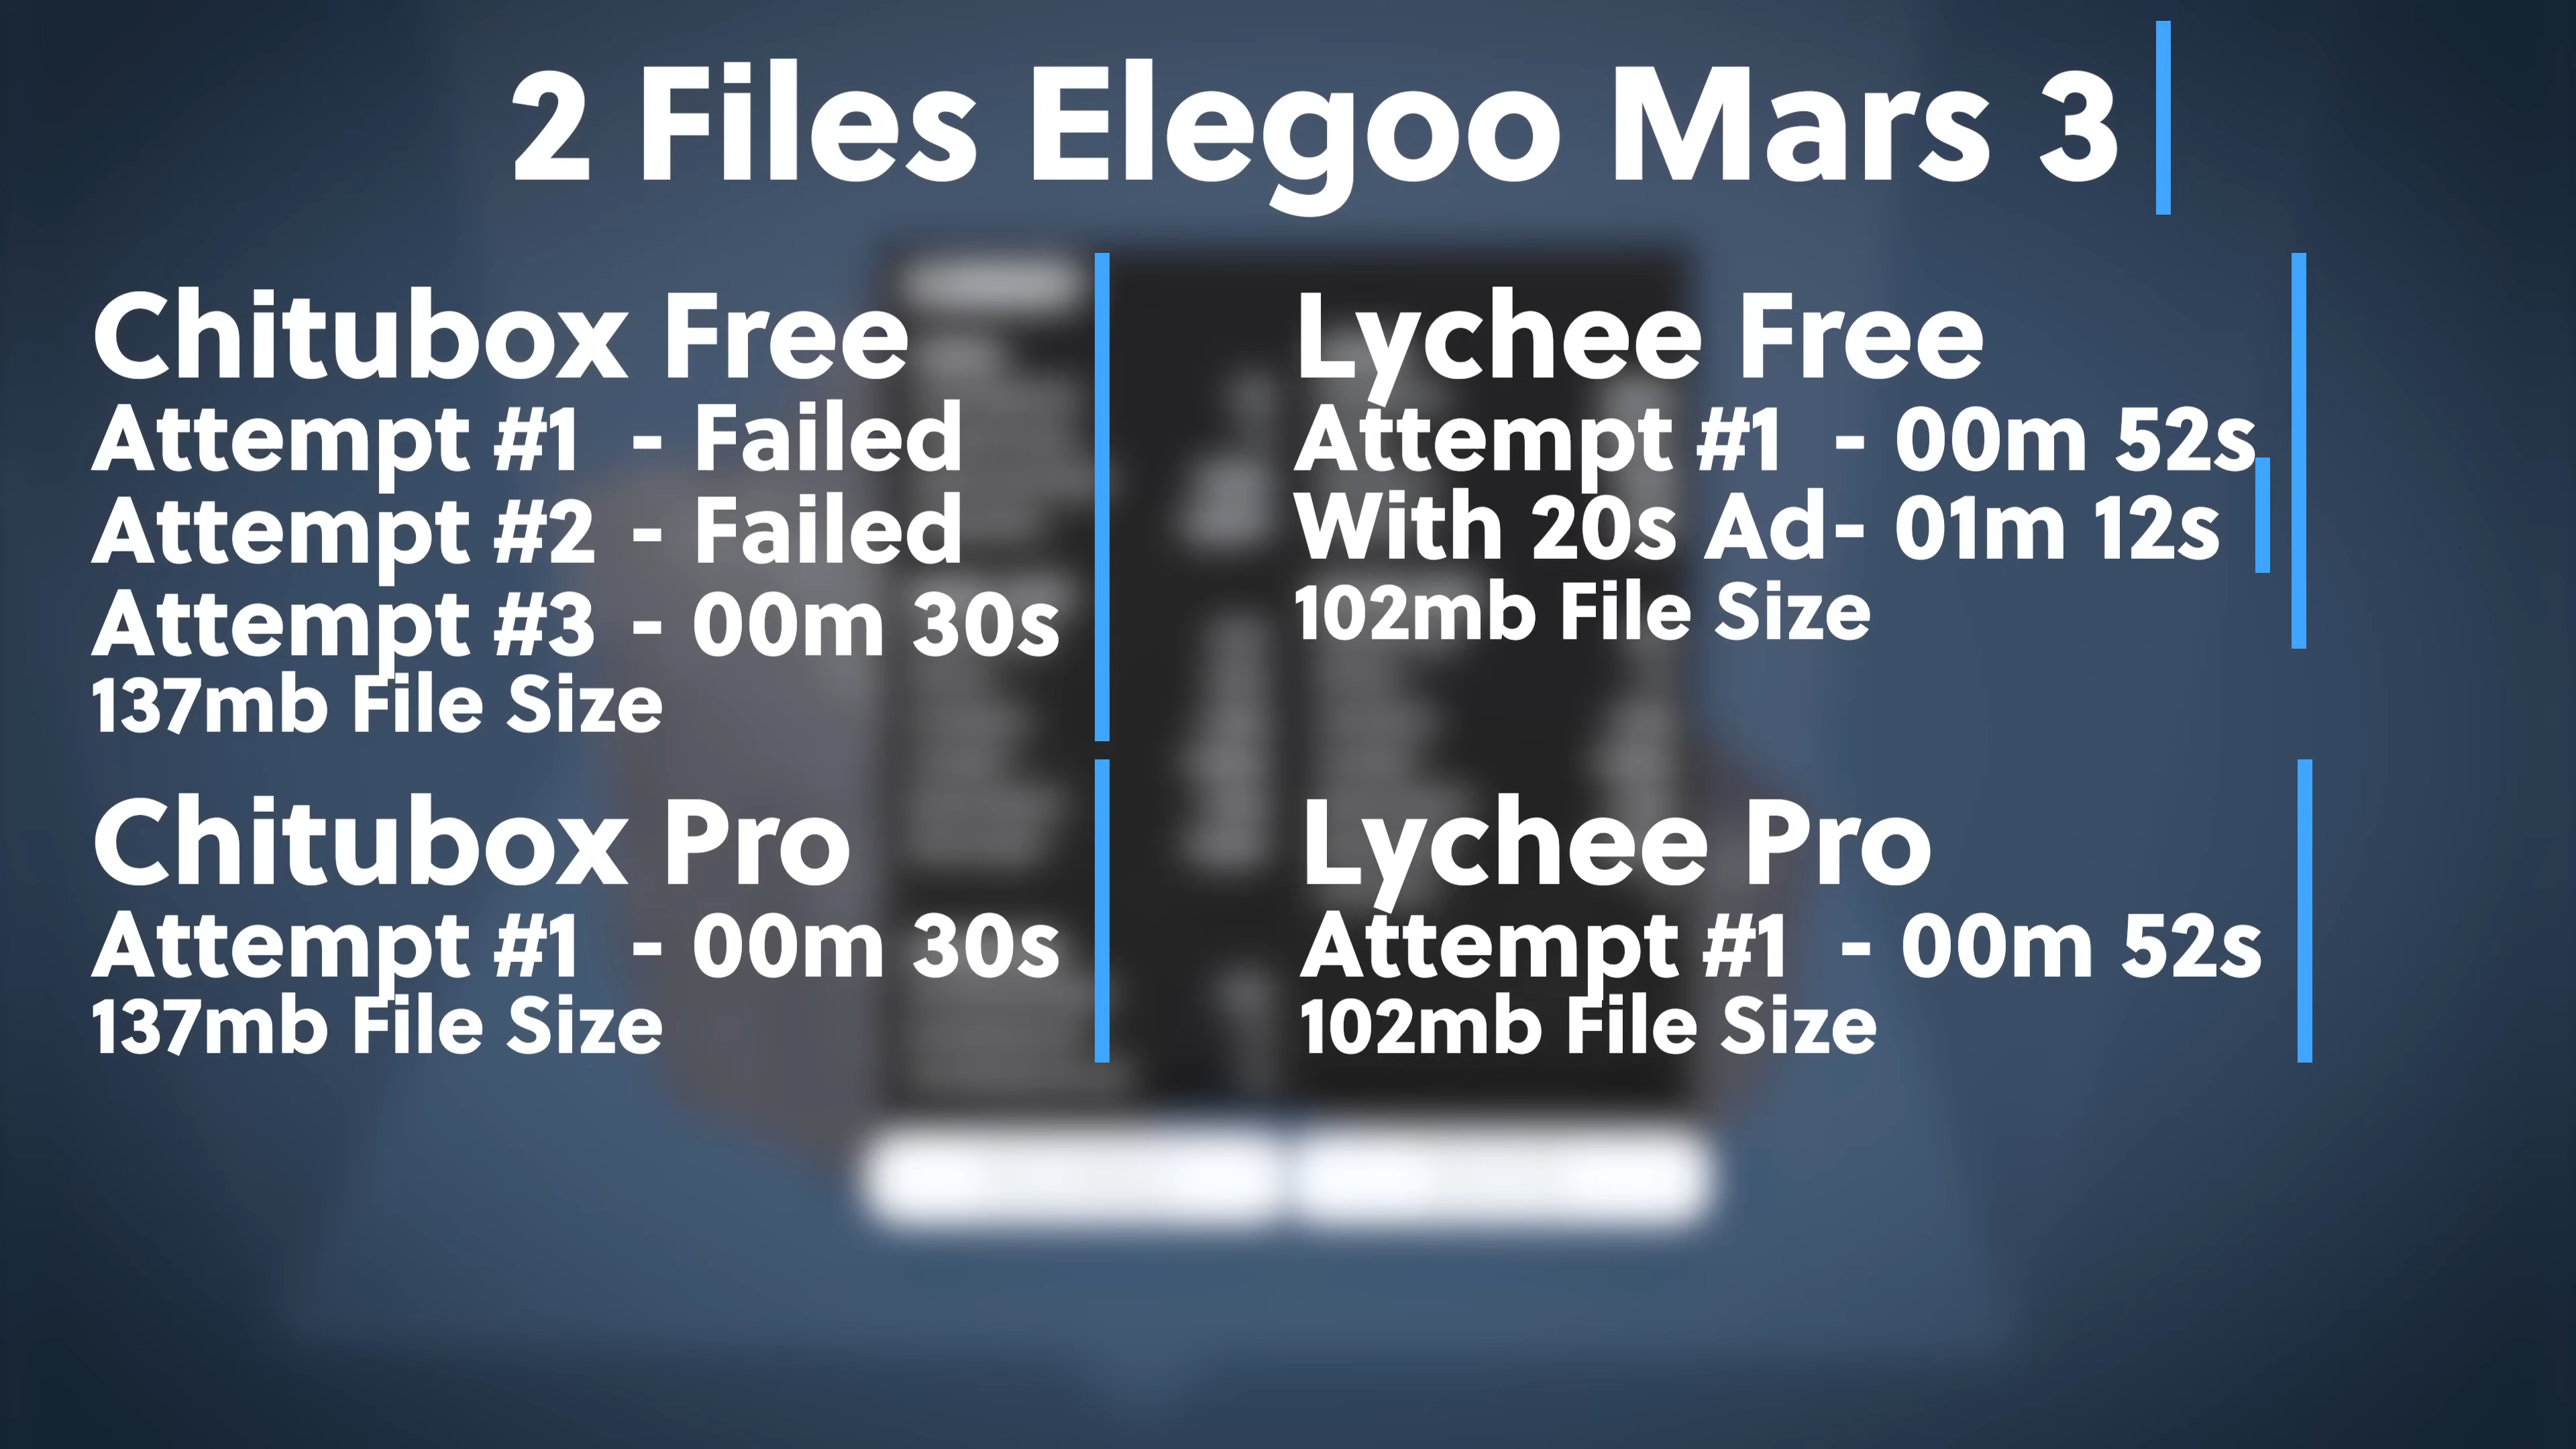 2 Files Elegoo Mars 3
Chitubox Free
Attempt #1 - Failed
Attempt #2 - Failed
Attempt #3 - 00m 30s
137mb File Size
Lychee Free
Attempt #1 - 00m 52s
With 20s Ad- 01m 12s
102mb File Size
Chitubox Pro
Attempt #1 - 00m 30s
137mb File Size
Lychee Pro
Attempt #1 - 00m 52s
102mb File Size